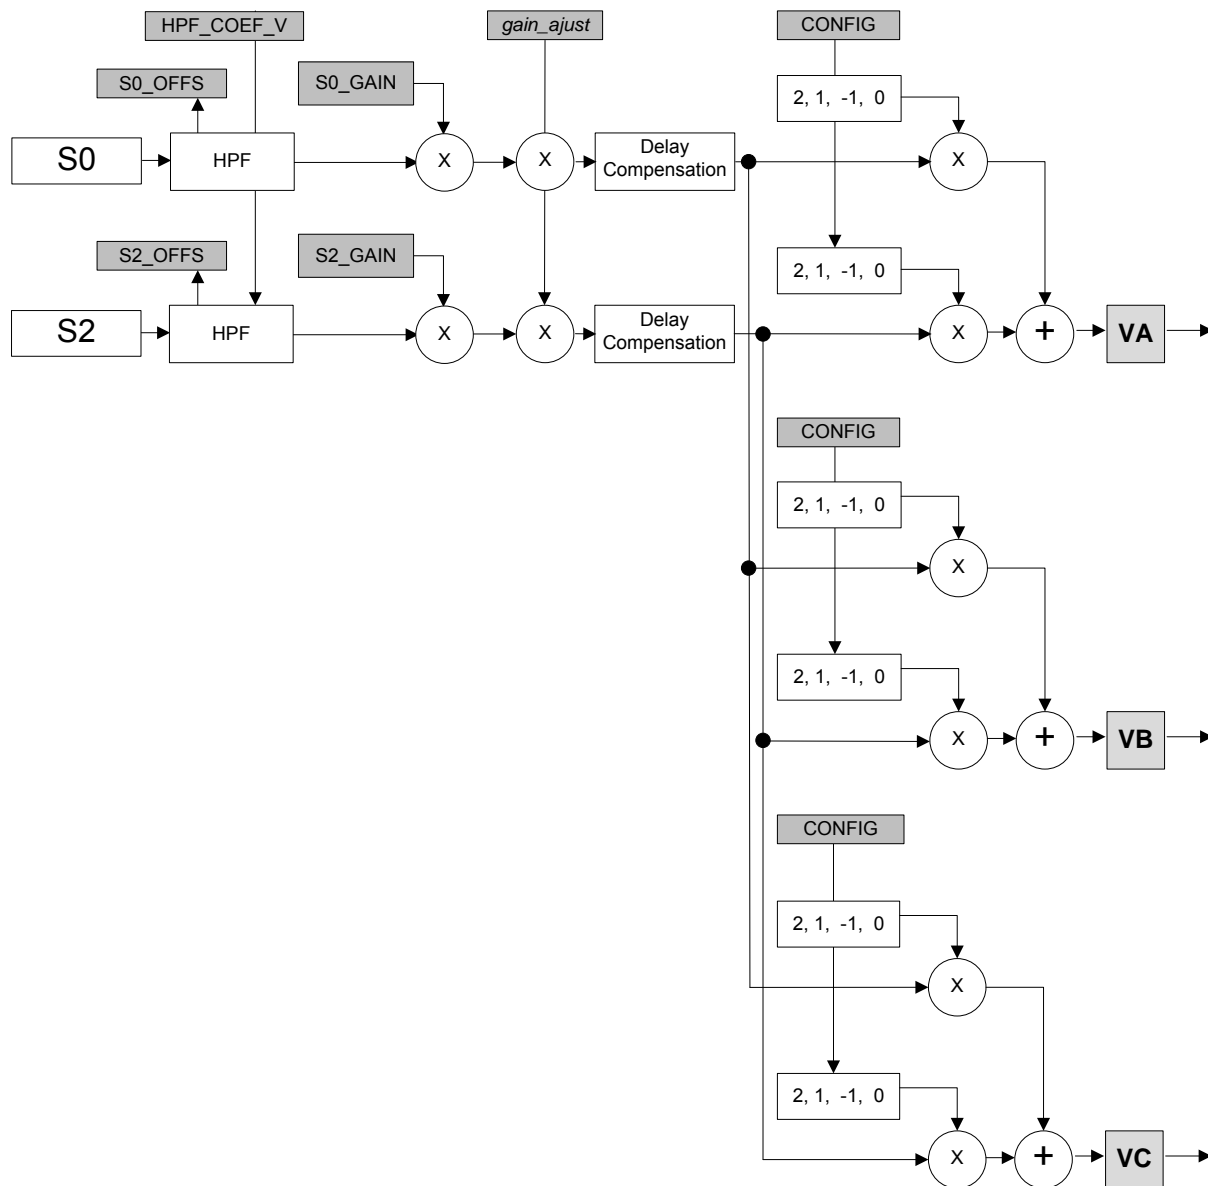 HPF_COEF_V
gain_ajust
CONFIG
S0_OFFS
S0_GAIN
2, 1, -1, 0
S0
HPF
X
X
Delay
Compensation
X
S2_OFFS
S2_GAIN
2, 1, -1, 0
S2
HPF
X
X
Delay
Compensation
X
+
VA
CONFIG
2, 1, -1, 0
X
2, 1, -1, 0
X
+
VB
CONFIG
2, 1, -1, 0
X
2, 1, -1, 0
X
+
VC